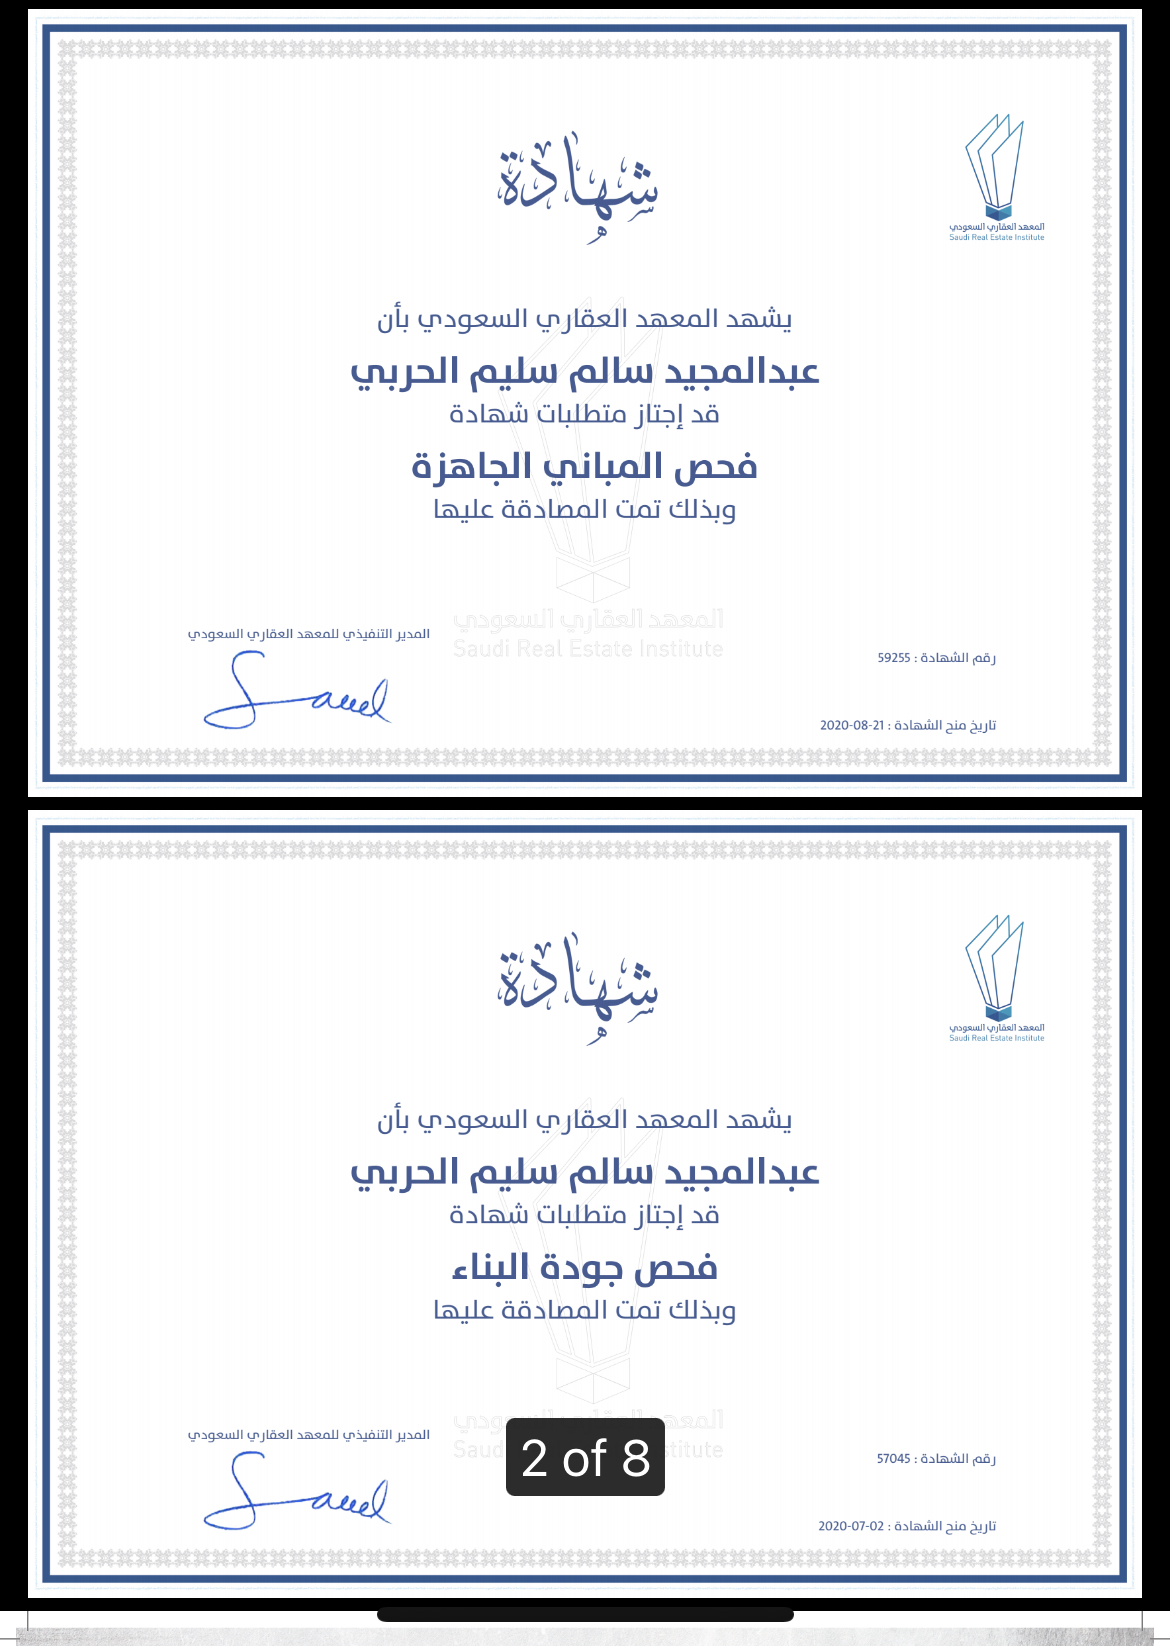 شهادة
المعهد العقاري السعودي
Saudi Real Estate Institute
يشهد المعهد العقاري السعودي بأن
عبدالمجيد سالم سليم الحربي
قد إجتاز متطلبات شهادة
فحص المباني الجاهزة
وبذلك تمت المصادقة عليها
المعهد العقاري السعودي
Saudi Real Estate Institute
المدير التنفيذي للمعهد العقاري السعودي
رقم الشهادة : 59255
تاريخ منح الشهادة : 2020-08-21
شهادة
المعهد العقاري السعودي
Saudi Real Estate Institute
يشهد المعهد العقاري السعودي بأن
عبدالمجيد سالم سليم الحربي
قد إجتاز متطلبات شهادة
فحص جودة البناء
وبذلك تمت المصادقة عليها
المدير التنفيذي للمعهد العقاري السعودي
2 of 8
رقم الشهادة : 57045
تاريخ منح الشهادة : 2020-07-02